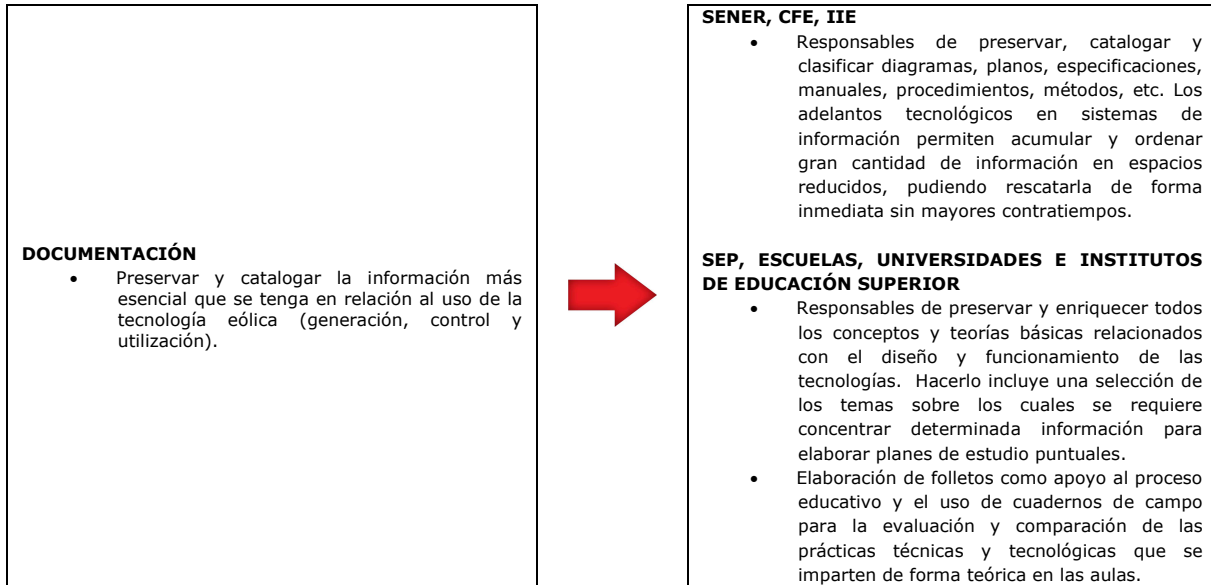 DOCUMENTACIÓN
• Preservar y catalogar la información más
esencial que se tenga en relación al uso de la
tecnología eólica (generación, control y
utilización).
SENER, CFE, IIE
• Responsables de preservar, catalogar y
clasificar diagramas, planos, especificaciones,
manuales, procedimientos, métodos, etc. Los
adelantos tecnológicos en sistemas de
información permiten acumular y ordenar
gran cantidad de información en espacios
reducidos, pudiendo rescatarla de forma
inmediata sin mayores contratiempos.
SEP, ESCUELAS, UNIVERSIDADES E INSTITUTOS
DE EDUCACIÓN SUPERIOR
• Responsables de preservar y enriquecer todos
los conceptos y teorías básicas relacionados
con el diseño y funcionamiento de las
tecnologías. Hacerlo incluye una selección de
los temas sobre los cuales se requiere
concentrar determinada información para
elaborar planes de estudio puntuales.
• Elaboración de folletos como apoyo al proceso
educativo y el uso de cuadernos de campo
para la evaluación y comparación de las
prácticas técnicas y tecnológicas que se
imparten de forma teórica en las aulas.